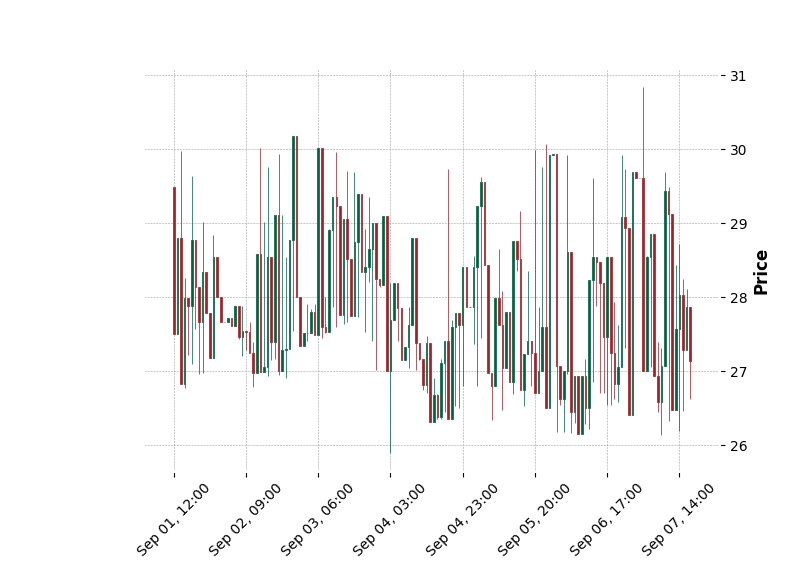 31
30
29
28
27
26
Price
Sep 01, 12:00
Sep 02, 09:00
Sep 03, 06:00
Sep 04, 03:00
Sep 04, 23:00
Sep 05, 20:00
Sep 06, 17:00
Sep 07, 14:00